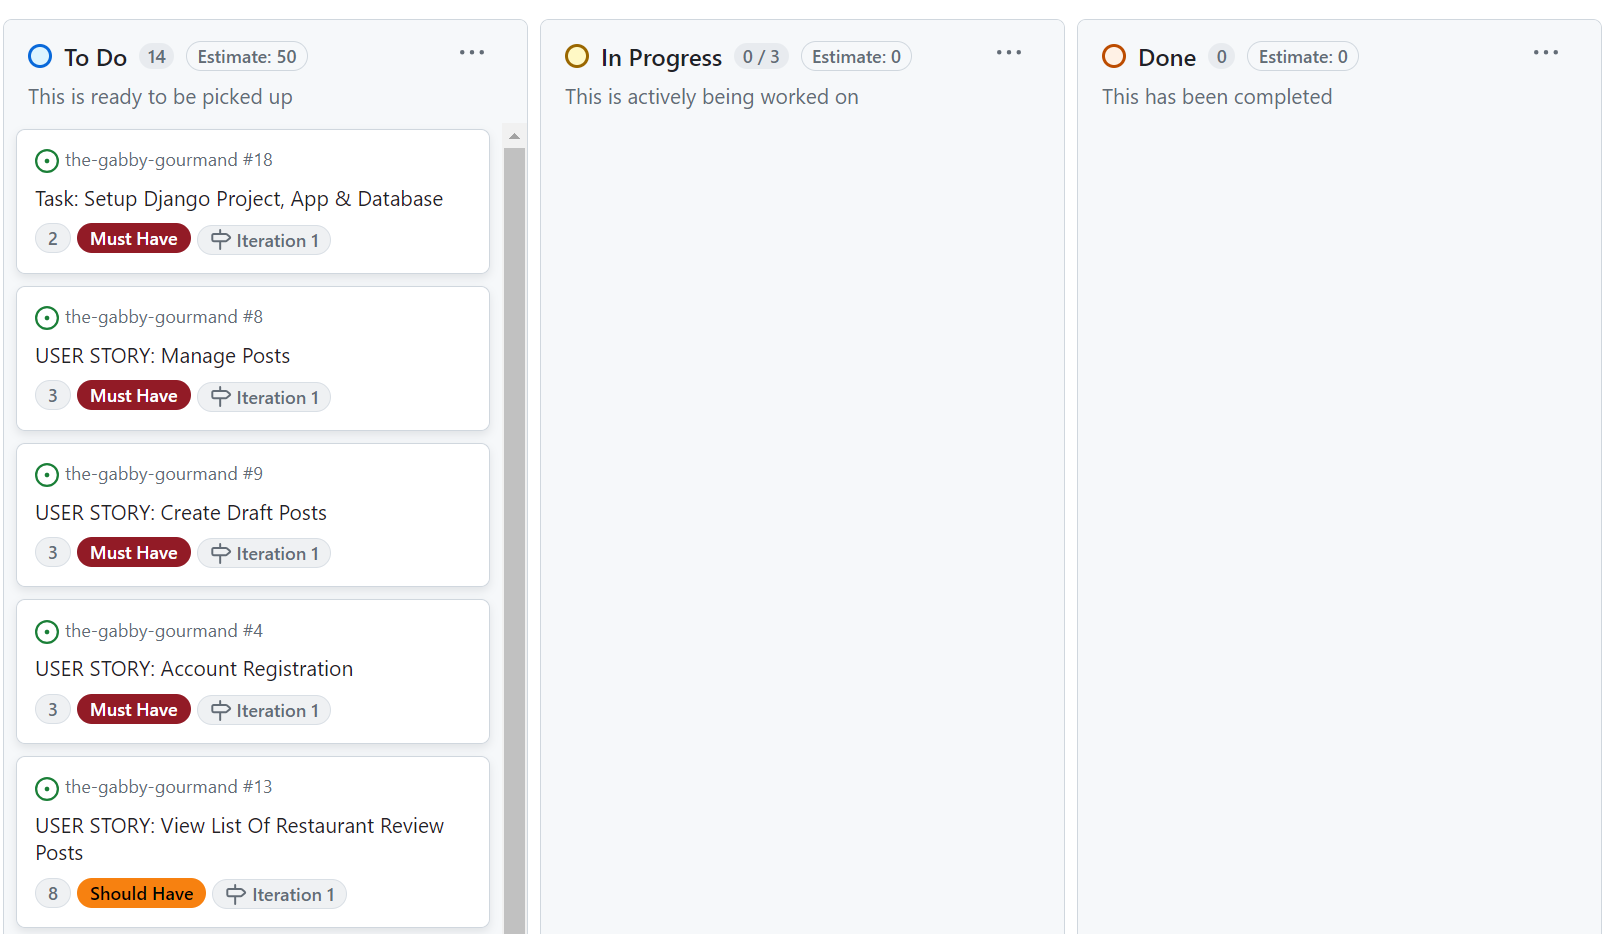 To Do 14 Estimate: 50
This is ready to be picked up
the-gabby-gourmand #18
Task: Setup Django Project, App & Database
2 Must Have Iteration 1
the-gabby-gourmand #8
USER STORY: Manage Posts
3 Must Have Iteration 1
the-gabby-gourmand #9
USER STORY: Create Draft Posts
3 Must Have Iteration 1
the-gabby-gourmand #4
USER STORY: Account Registration
3 Must Have Iteration 1
the-gabby-gourmand #13
USER STORY: View List Of Restaurant Review
Posts
8 Should Have Iteration 1
In Progress 0 / 3 Estimate: 0
This is actively being worked on
Done 0 Estimate: 0
This has been completed